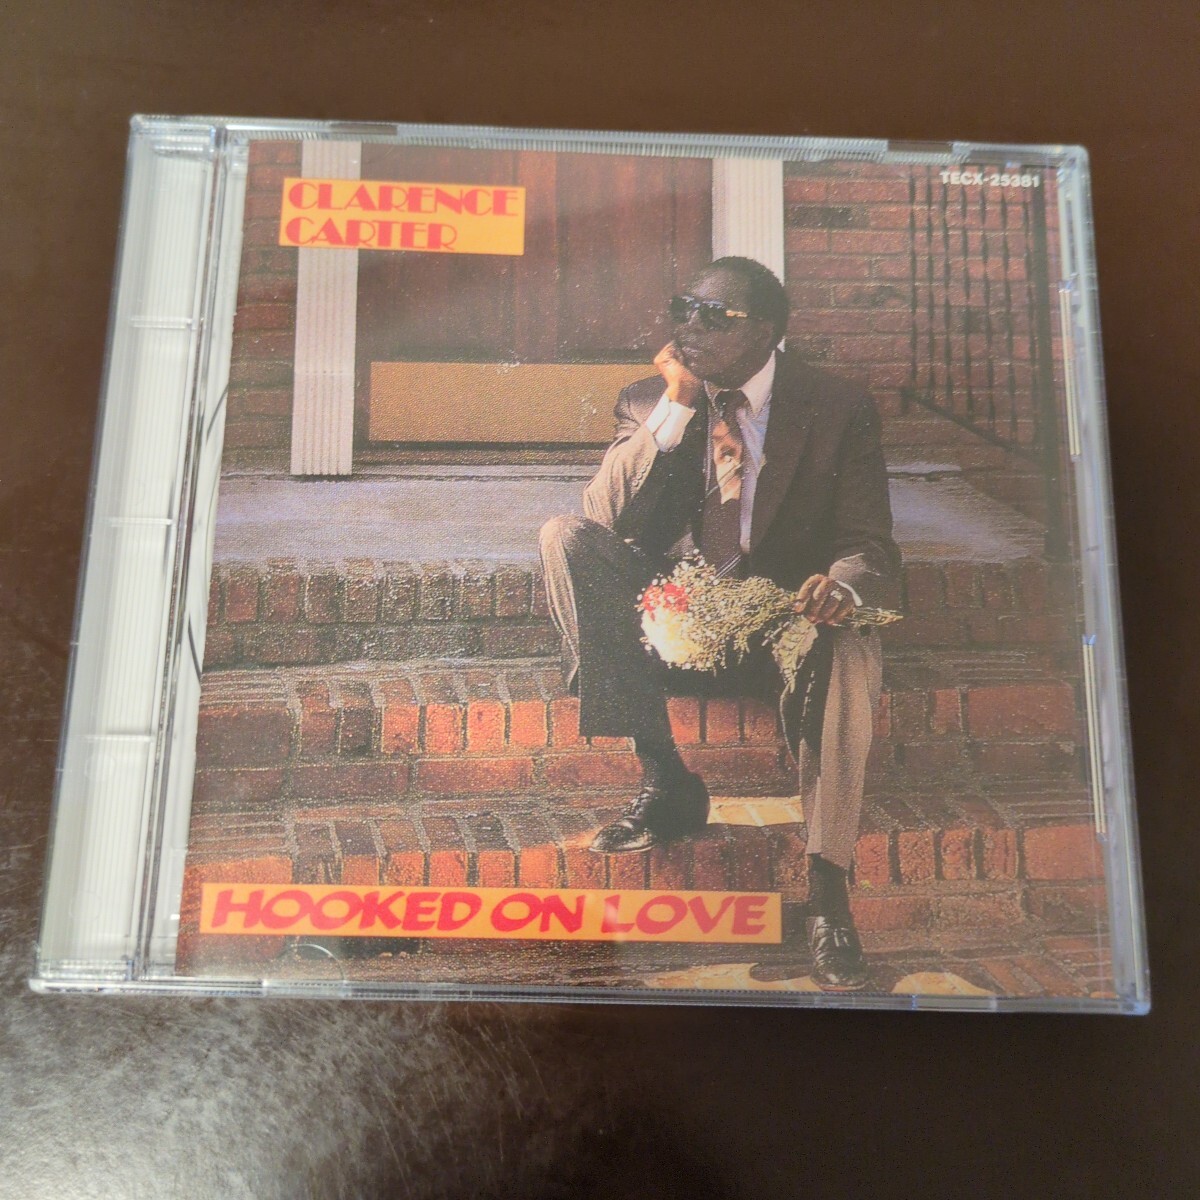 CLARENCE
CARTER
TECX-25381
HOOKED ON LOVE